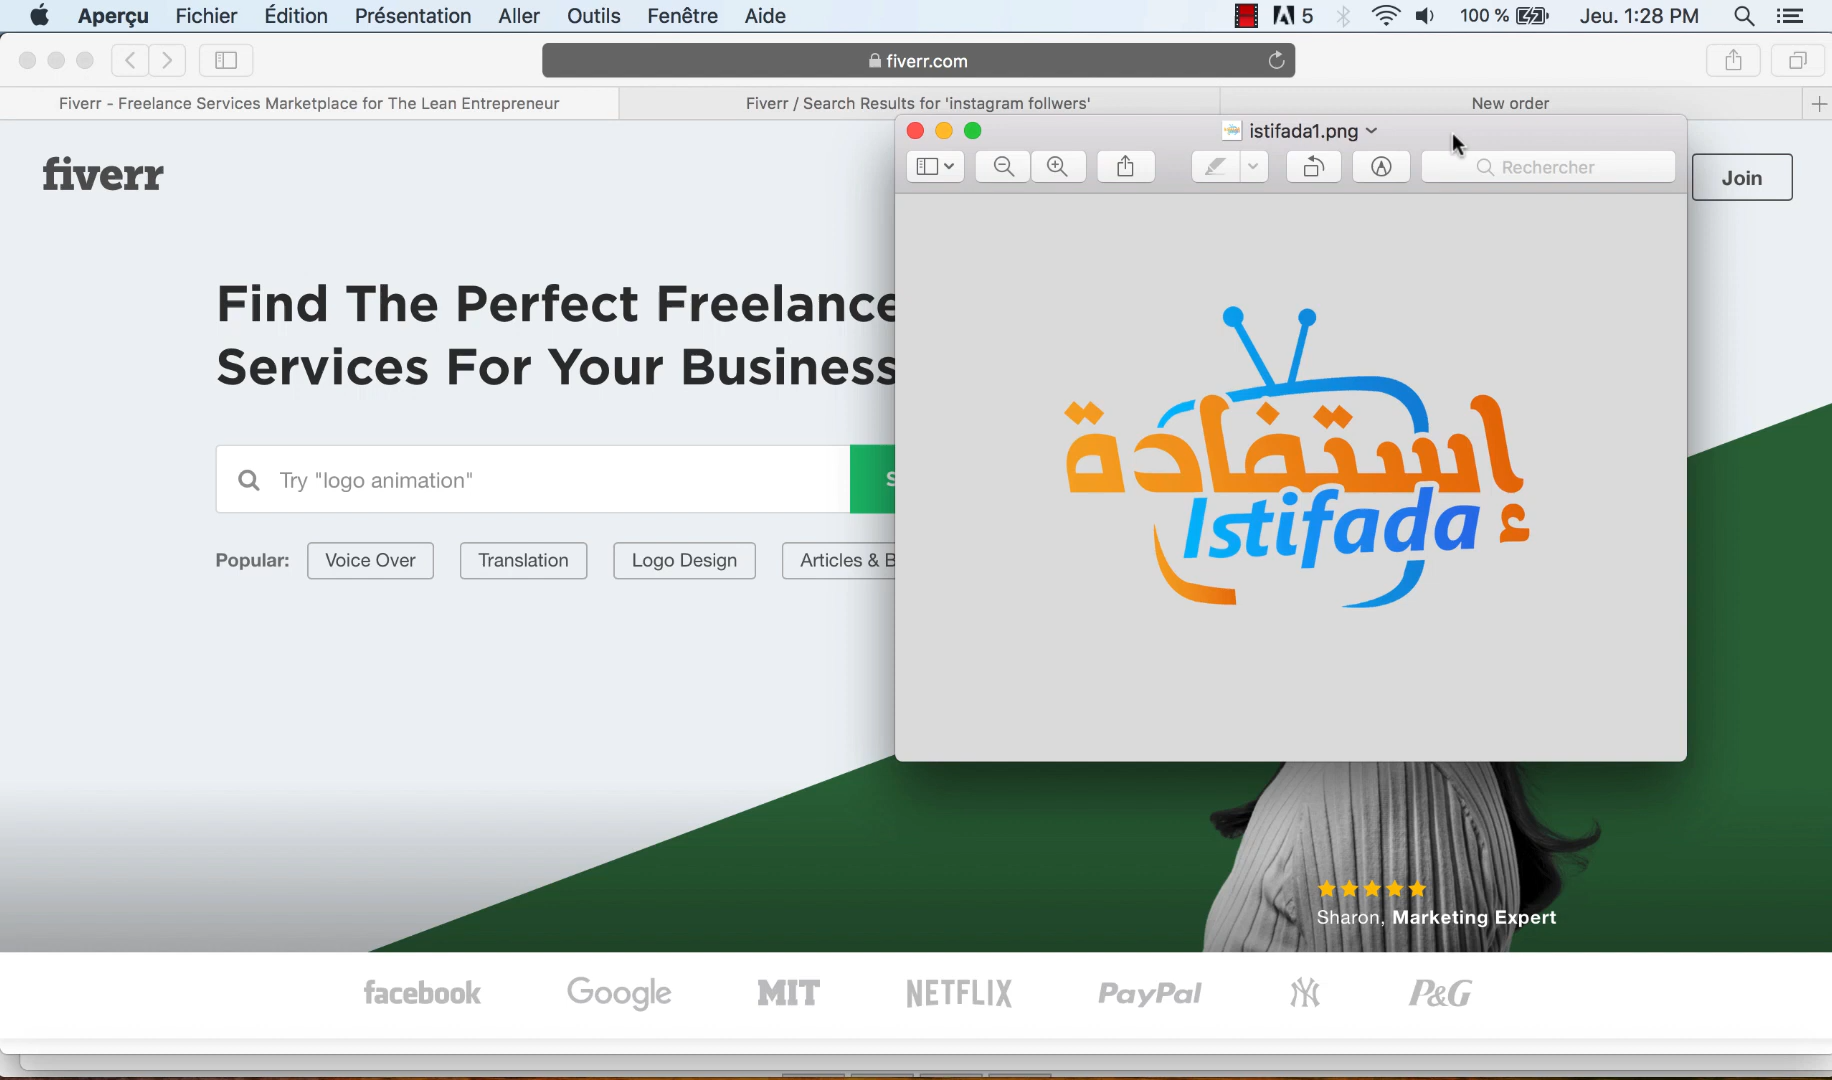 Aperçu Fichier Édition Présentation Aller Outils Fenêtre Aide 5 100 % Jeu. 1:28 PM
fiverr.com
Fiverr - Freelance Services Marketplace for The Lean Entrepreneur
Fiverr / Search Results for 'instagram follwers'
New order
istifada1.png
Rechercher
fiverr
Join
Find The Perfect Freelance
Services For Your Business
Try "logo animation"
S
Popular: Voice Over Translation Logo Design Articles & B
إستفادة
Istifada
Sharon, Marketing Expert
facebook Google MIT NETFLIX PayPal NY P&G